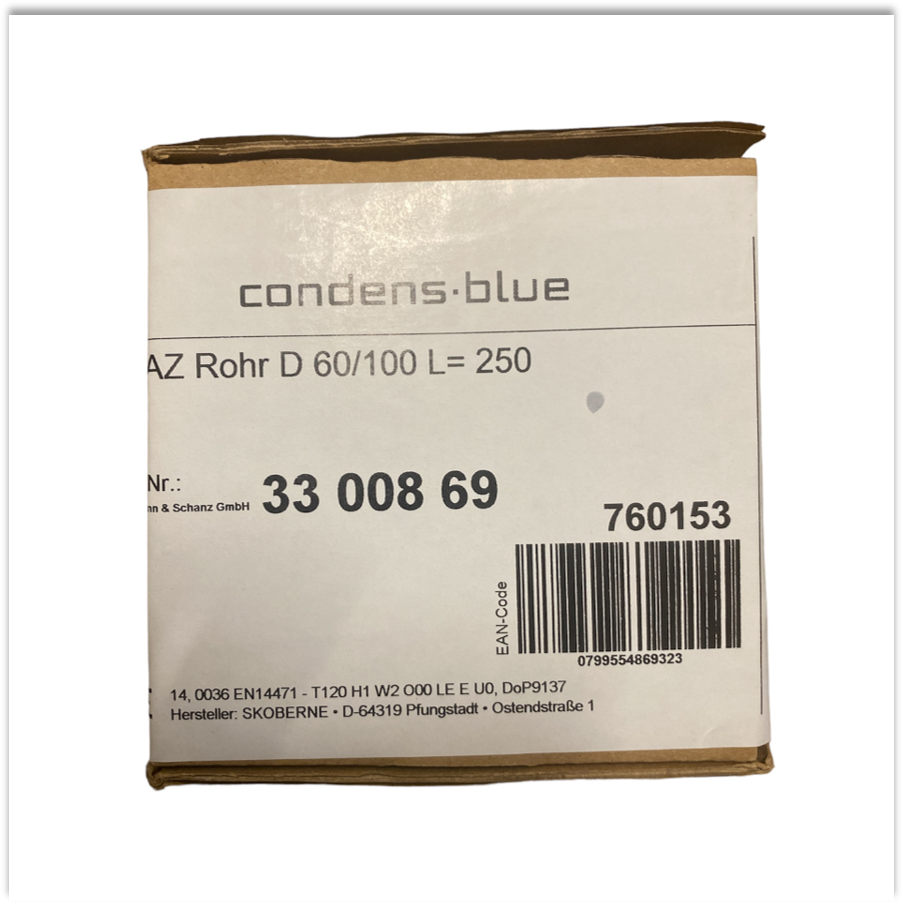 condens·blue
AZ Rohr D 60/100 L= 250
Nr.:
33 008 69
nn & Schanz GmbH
760153
EAN-Code
0799554869323
14, 0036 EN14471 - T120 H1 W2 O00 LE E U0, DoP9137
Hersteller: SKOBERNE • D-64319 Pfungstadt • Ostendstraße 1